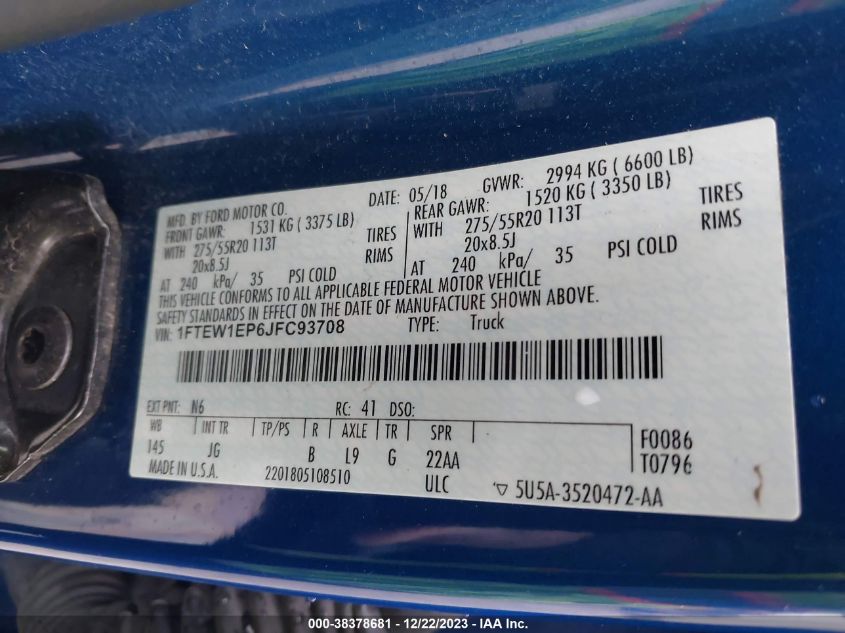 MFD. BY FORD MOTOR CO. DATE: 05/18 GVWR: 2994 KG ( 6600 LB)
FRONT GAWR: 1531 KG ( 3375 LB) REAR GAWR: 1520 KG ( 3350 LB)
WITH 275/55R20 113T TIRES WITH 275/55R20 113T TIRES
20x8.5J RIMS 20x8.5J RIMS
AT 240 kPa/ 35 PSI COLD AT 240 kPa/ 35 PSI COLD
THIS VEHICLE CONFORMS TO ALL APPLICABLE FEDERAL MOTOR VEHICLE
SAFETY STANDARDS IN EFFECT ON THE DATE OF MANUFACTURE SHOWN ABOVE.
VIN: 1FTEW1EP6JFC93708 TYPE: Truck
EXT PNT: N6 RC: 41 DSO:
WB INT TR TP/PS R AXLE TR SPR F0086
145 JG B L9 G 22AA T0796
MADE IN U.S.A. 2201805108510 ULC ▽ 5U5A-3520472-AA
000-38378681 - 12/22/2023 - IAA Inc.